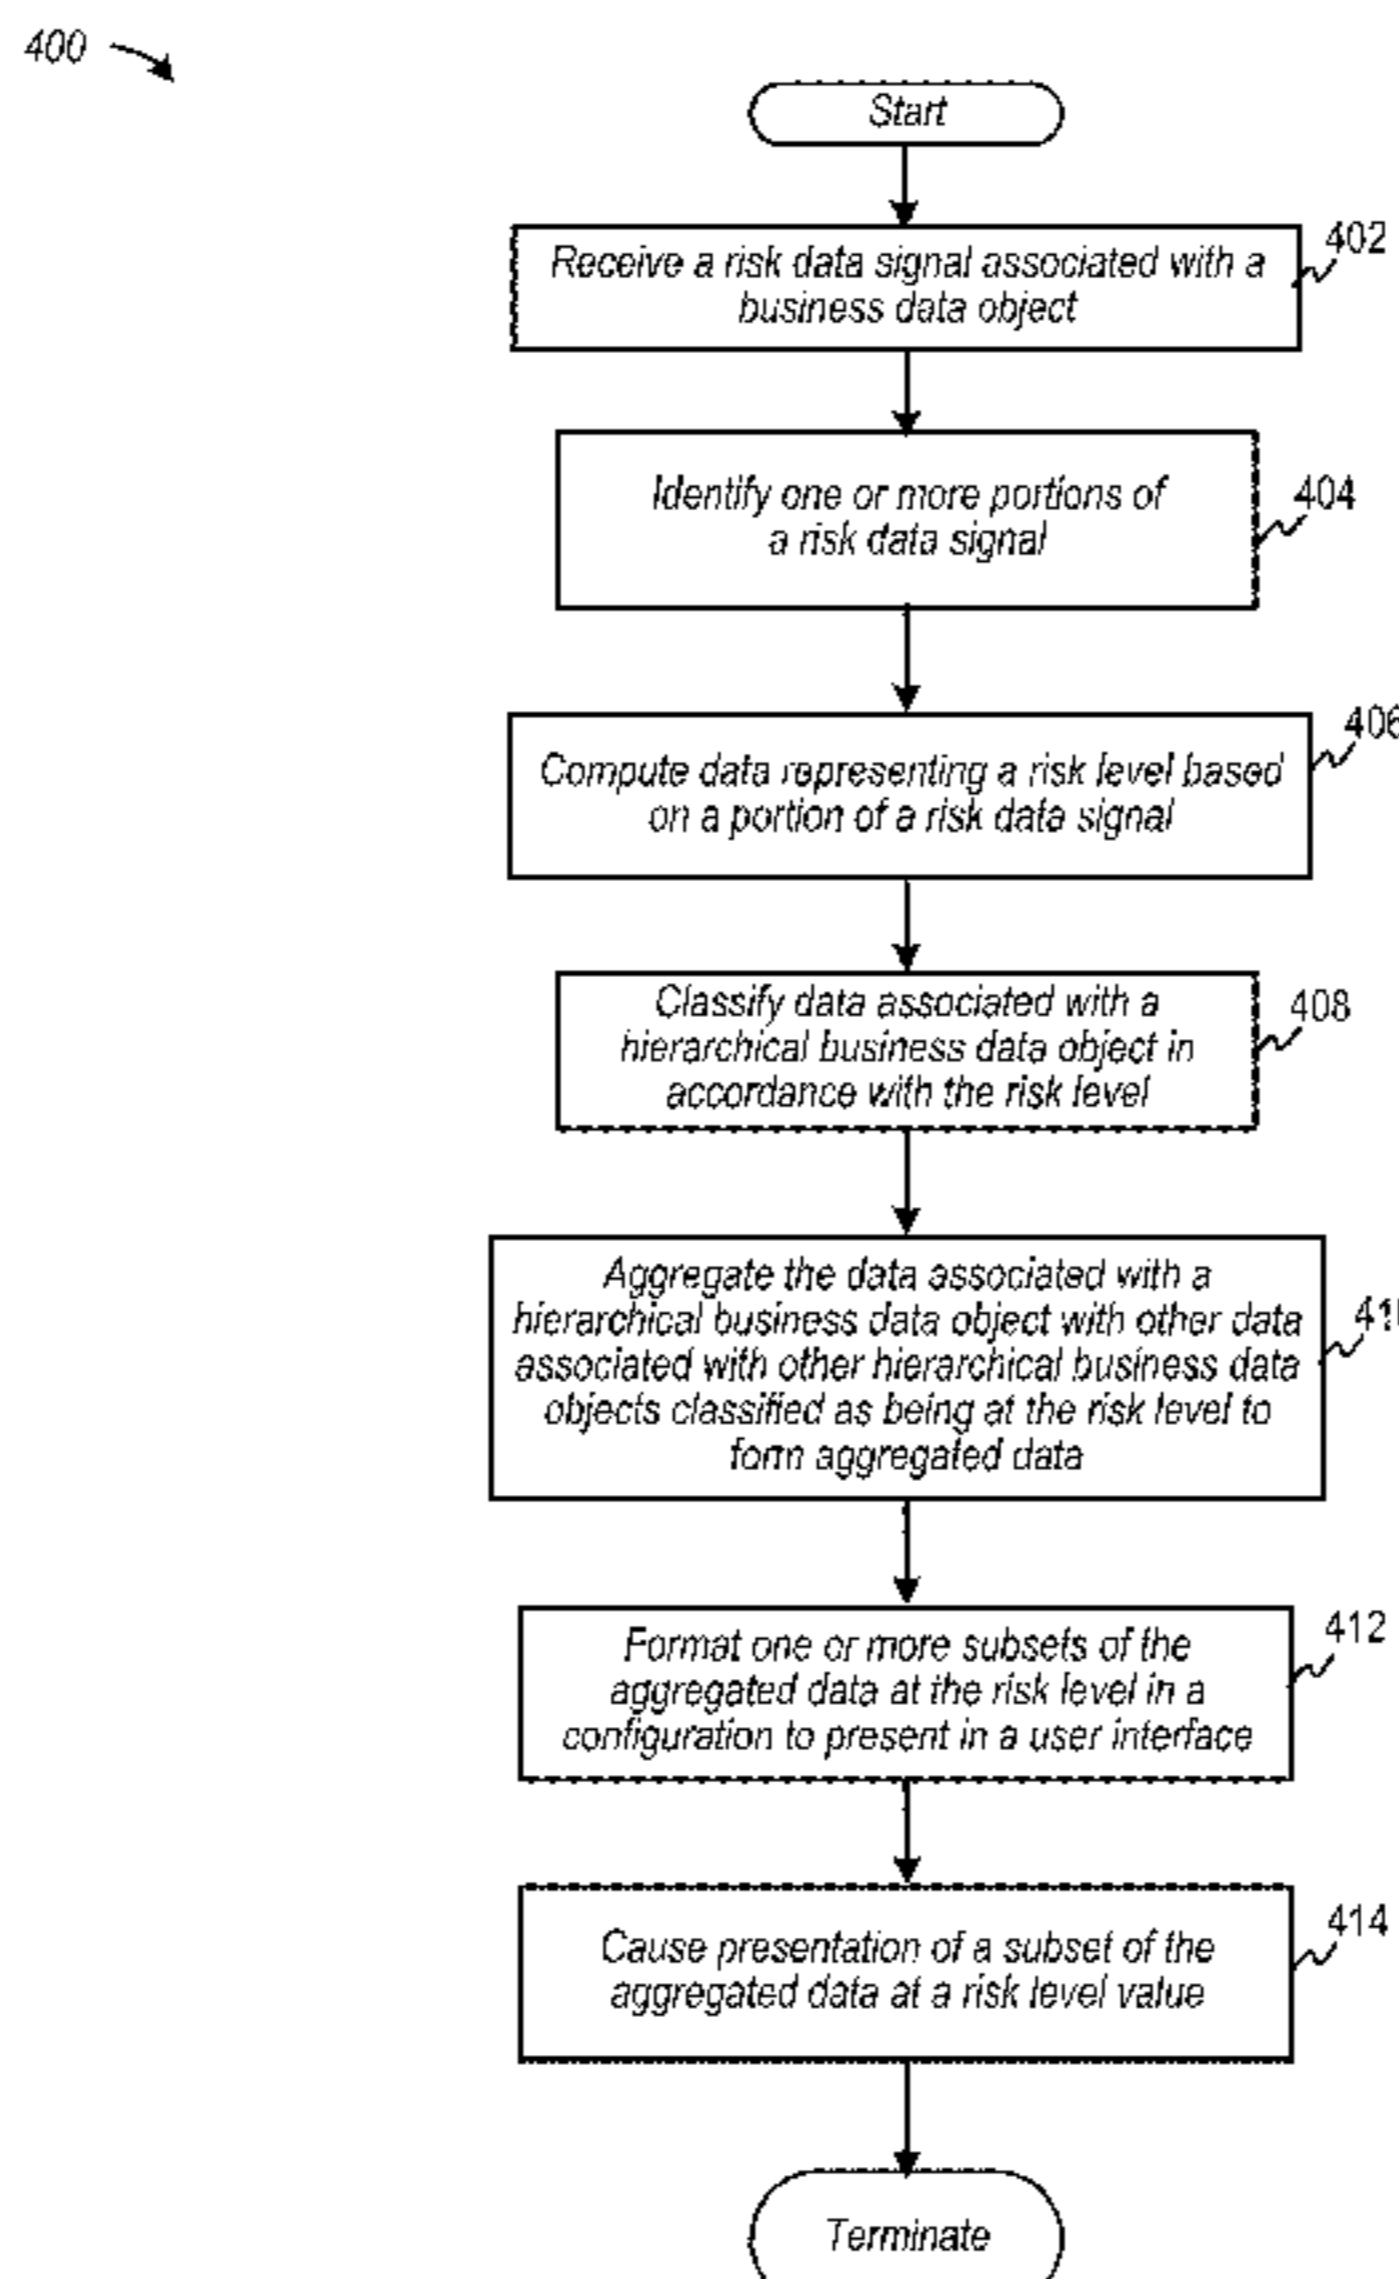 400
Start
Receive a risk data signal associated with a
business data object
402
Identify one or more portions of
a risk data signal
404
Compute data representing a risk level based
on a portion of a risk data signal
406
Classify data associated with a
hierarchical business data object in
accordance with the risk level
408
Aggregate the data associated with a
hierarchical business data object with other data
associated with other hierarchical business data
objects classified as being at the risk level to
form aggregated data
Format one or more subsets of the
aggregated data at the risk level in a
configuration to present in a user interface
412
Cause presentation of a subset of the
aggregated data at a risk level value
414
Terminate